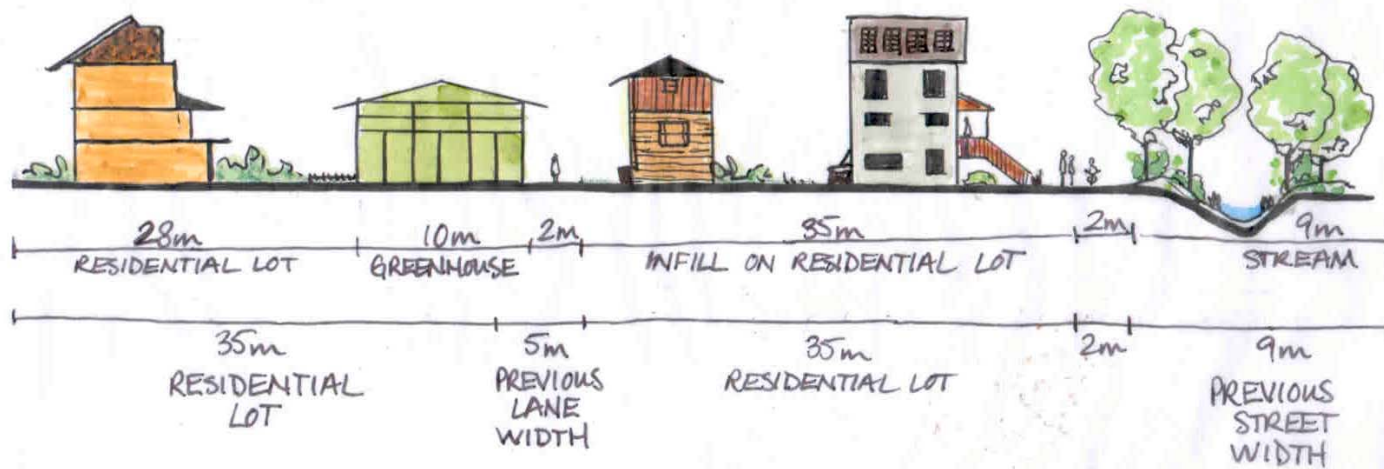 28m 10m 2m 35m 2m 9m
RESIDENTIAL LOT GREENHOUSE INFILL ON RESIDENTIAL LOT STREAM
35m 5m 35m 2m 9m
RESIDENTIAL LOT
PREVIOUS
LANE
WIDTH
RESIDENTIAL LOT
PREVIOUS
STREET
WIDTH